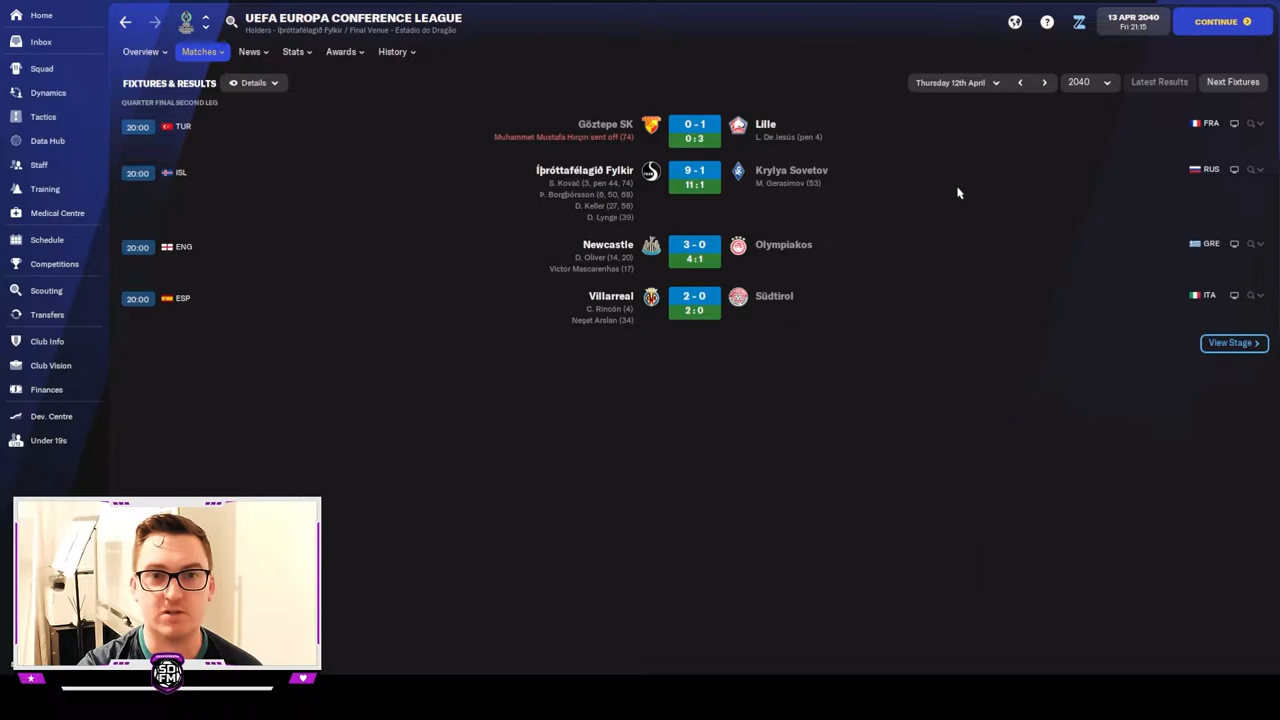 Home
Inbox
Squad
Dynamics
Tactics
Data Hub
Staff
Training
Medical Centre
Schedule
Competitions
Scouting
Transfers
Club Info
Club Vision
Finances
Dev. Centre
Under 19s
UEFA EUROPA CONFERENCE LEAGUE
Holders - Íþróttafélagið Fylkir / Final Venue - Estádio do Dragão
13 APR 2040
Fri 21:15
CONTINUE
Overview Matches News Stats Awards History
FIXTURES & RESULTS Details Thursday 12th April 2040 Latest Results Next Fixtures
QUARTER FINAL SECOND LEG
20:00 TUR Göztepe SK 0 - 1 Lille FRA
Muhammet Mustafa Hırçın sent off (74) 0 : 3 L. De Jesús (pen 4)
20:00 ISL Íþróttafélagið Fylkir 9 - 1 Krylya Sovetov RUS
S. Kovač (3, pen 44, 74) 11 : 1 M. Gerasimov (53)
P. Borgþórsson (6, 50, 68)
D. Keller (27, 56)
D. Lynge (39)
20:00 ENG Newcastle 3 - 0 Olympiakos GRE
D. Oliver (14, 20) 4 : 1
Victor Mascarenhas (17)
20:00 ESP Villarreal 2 - 0 Südtirol ITA
C. Rincón (4) 2 : 0
Neşet Arslan (34)
View Stage
SD
FM